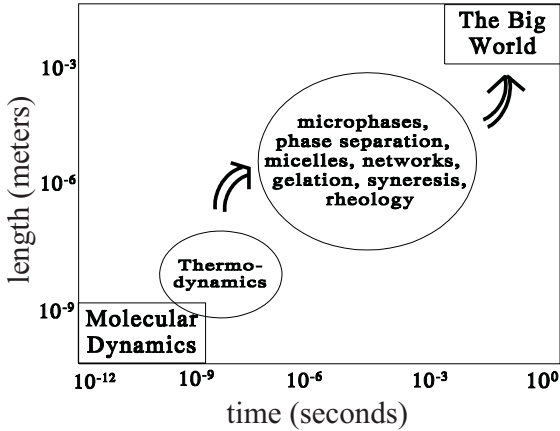 The Big
World
10-3
microphases,
phase separation,
micelles, networks,
gelation, syneresis,
rheology
10-6
length (meters)
Thermo-
dynamics
10-9
Molecular
Dynamics
10-12
10-9
10-6
10-3
100
time (seconds)